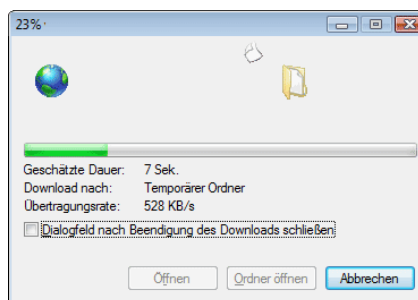 23%
Geschätzte Dauer: 7 Sek.
Download nach: Temporärer Ordner
Übertragungsrate: 528 KB/s
Dialogfeld nach Beendigung des Downloads schließen
Öffnen Ordner öffnen Abbrechen